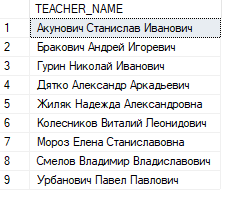 TEACHER_NAME
1 Акунович Станислав Иванович
2 Бракович Андрей Игоревич
3 Гурин Николай Иванович
4 Дятко Александр Аркадьевич
5 Жиляк Надежда Александровна
6 Колесников Виталий Леонидович
7 Мороз Елена Станиславовна
8 Смелов Владимир Владиславович
9 Урбанович Павел Павлович